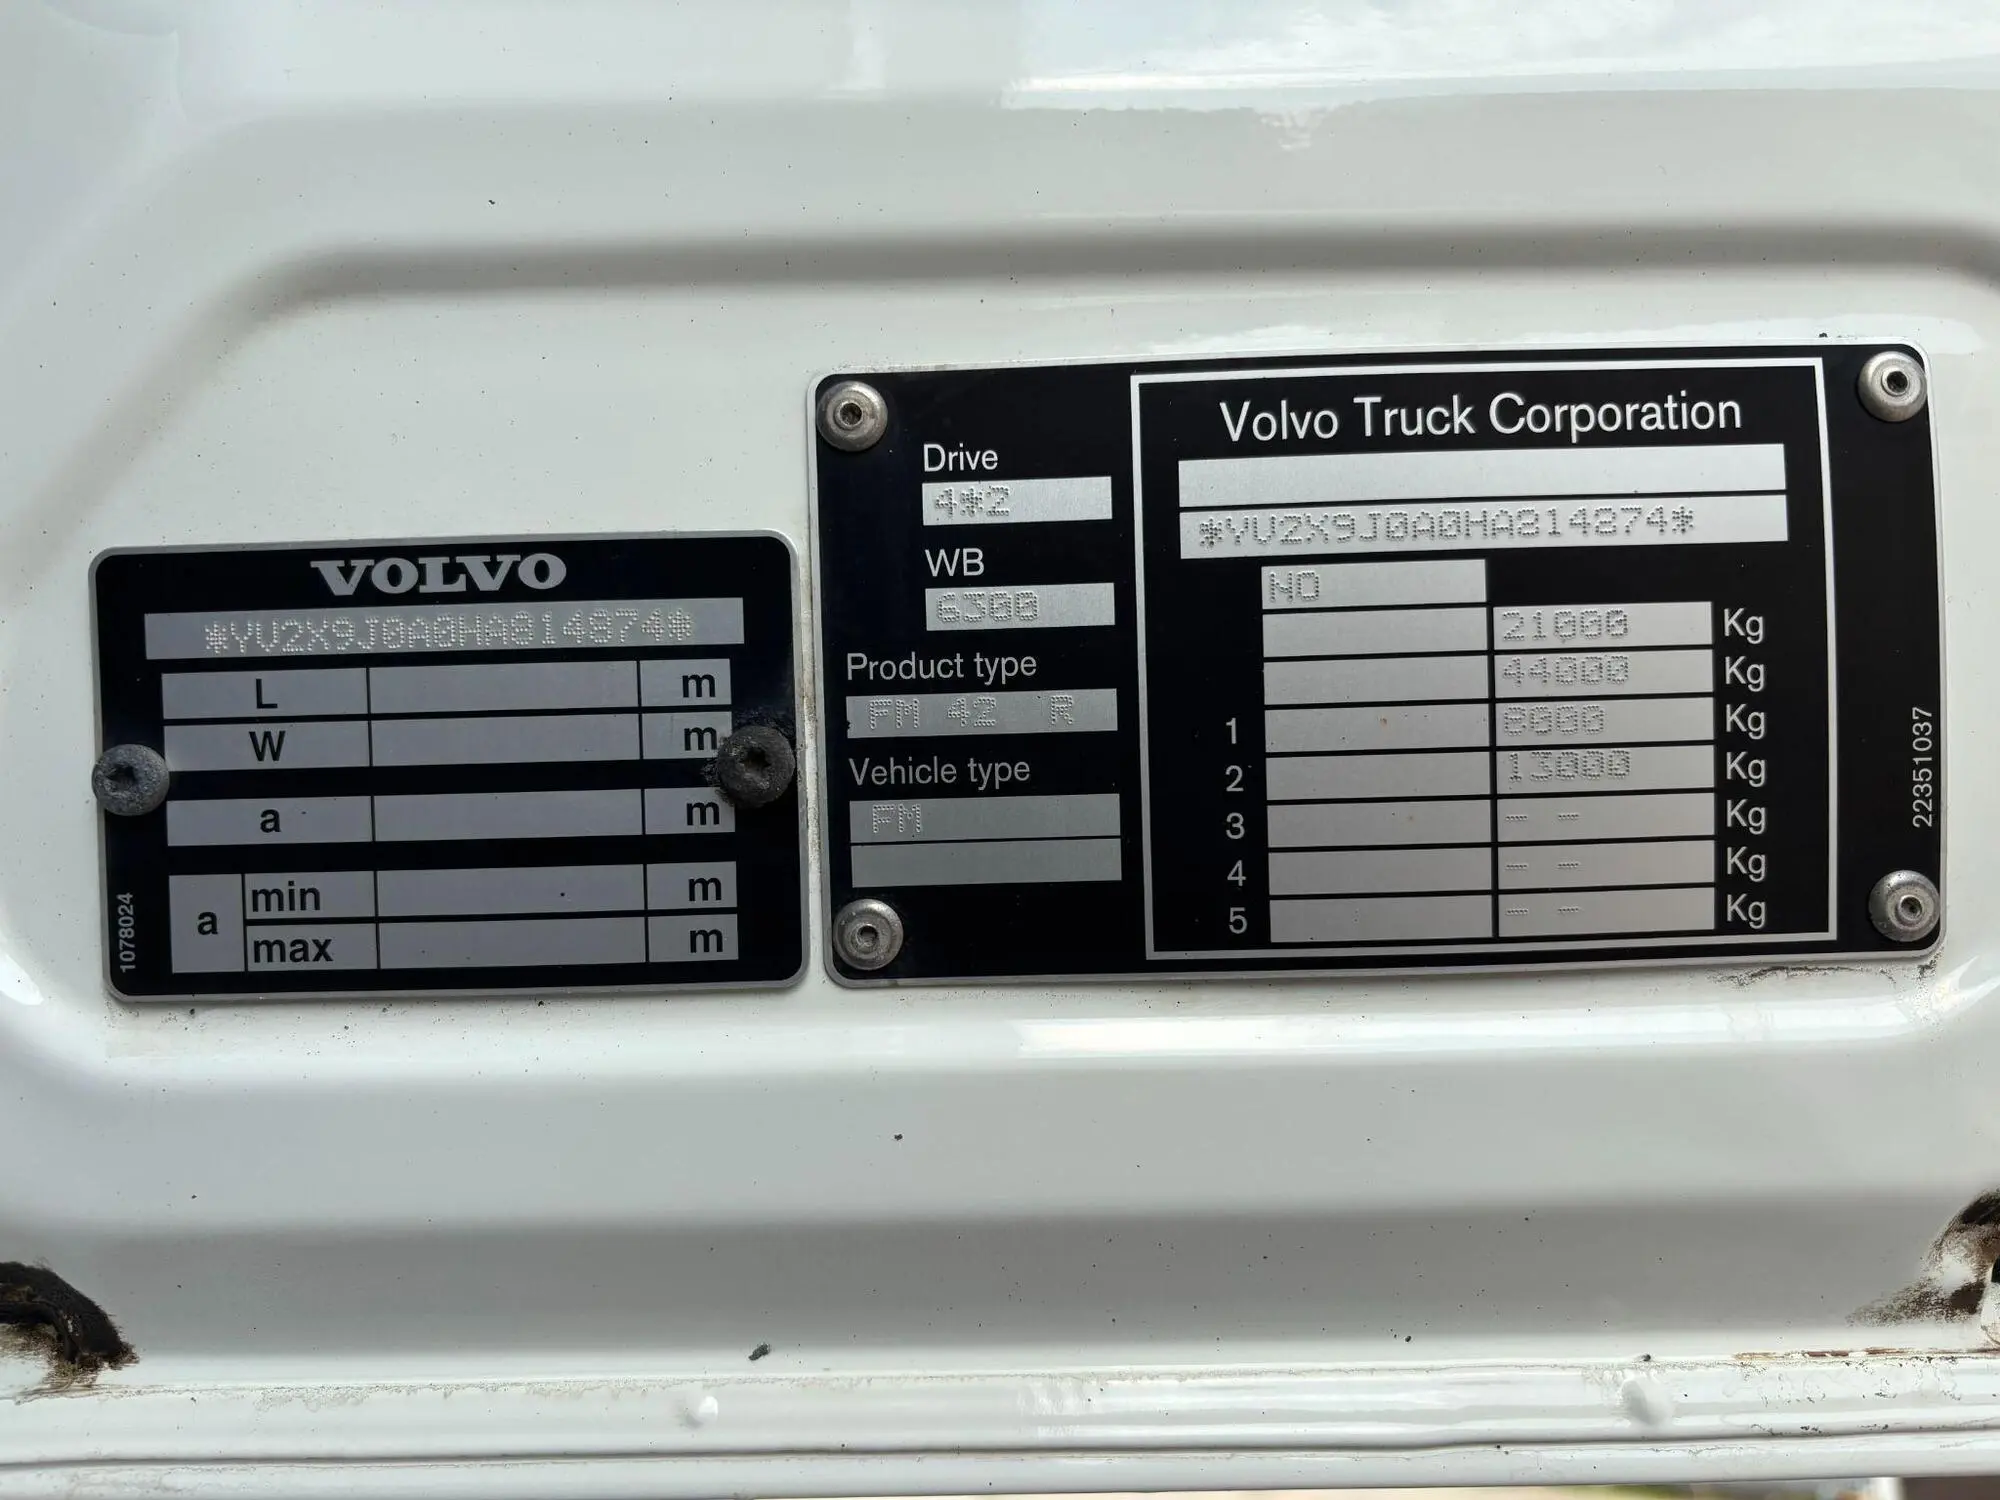 VOLVO
*YV2X9J0A0HA814874*
L m
W m
a m
a min m
max m
1078024
Drive
4*2
WB
6300
Product type
FM 42 R
Vehicle type
FM
Volvo Truck Corporation
*YV2X9J0A0HA814874*
NO
21000 Kg
44000 Kg
1 8000 Kg
2 13000 Kg
3 -- -- Kg
4 -- -- Kg
5 -- -- Kg
22351037